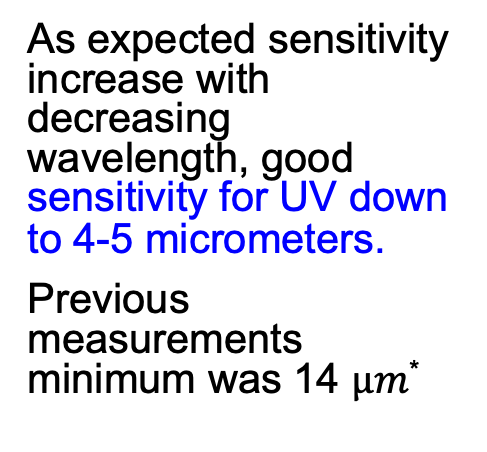 As expected sensitivity
increase with
decreasing
wavelength, good
sensitivity for UV down
to 4-5 micrometers.
Previous
measurements
minimum was 14 μm*